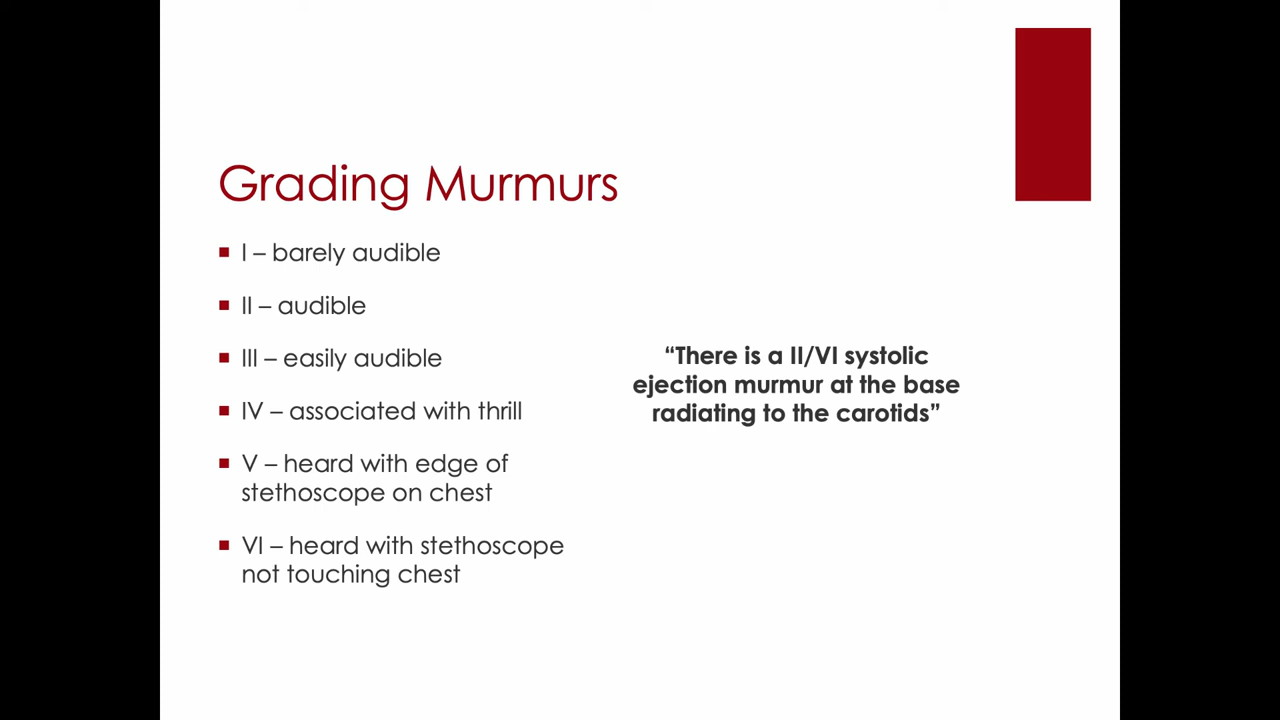 Grading Murmurs
I – barely audible
II – audible
III – easily audible
IV – associated with thrill
V – heard with edge of
stethoscope on chest
VI – heard with stethoscope
not touching chest
“There is a II/VI systolic
ejection murmur at the base
radiating to the carotids”